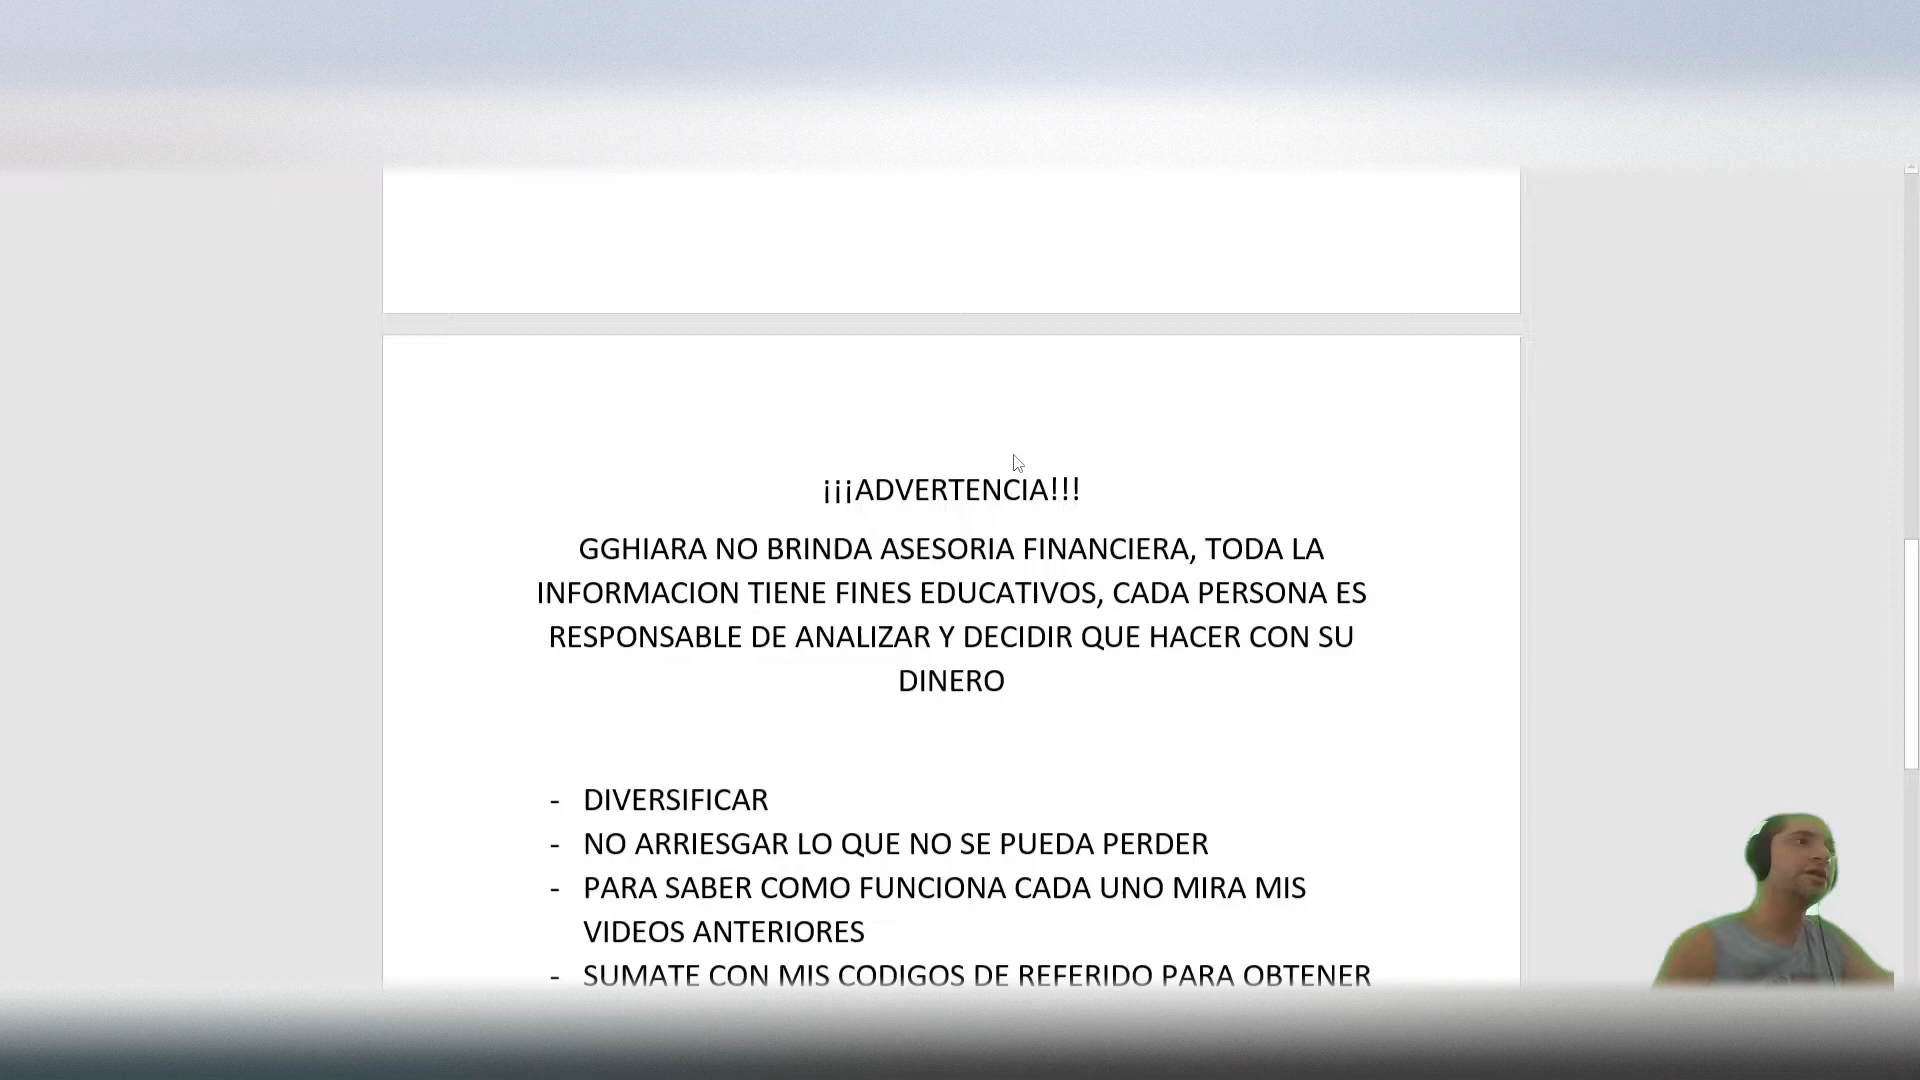 ¡¡¡ADVERTENCIA!!!
GGHIARA NO BRINDA ASESORIA FINANCIERA, TODA LA
INFORMACION TIENE FINES EDUCATIVOS, CADA PERSONA ES
RESPONSABLE DE ANALIZAR Y DECIDIR QUE HACER CON SU
DINERO
- DIVERSIFICAR
- NO ARRIESGAR LO QUE NO SE PUEDA PERDER
- PARA SABER COMO FUNCIONA CADA UNO MIRA MIS
VIDEOS ANTERIORES
- SUMATE CON MIS CODIGOS DE REFERIDO PARA OBTENER